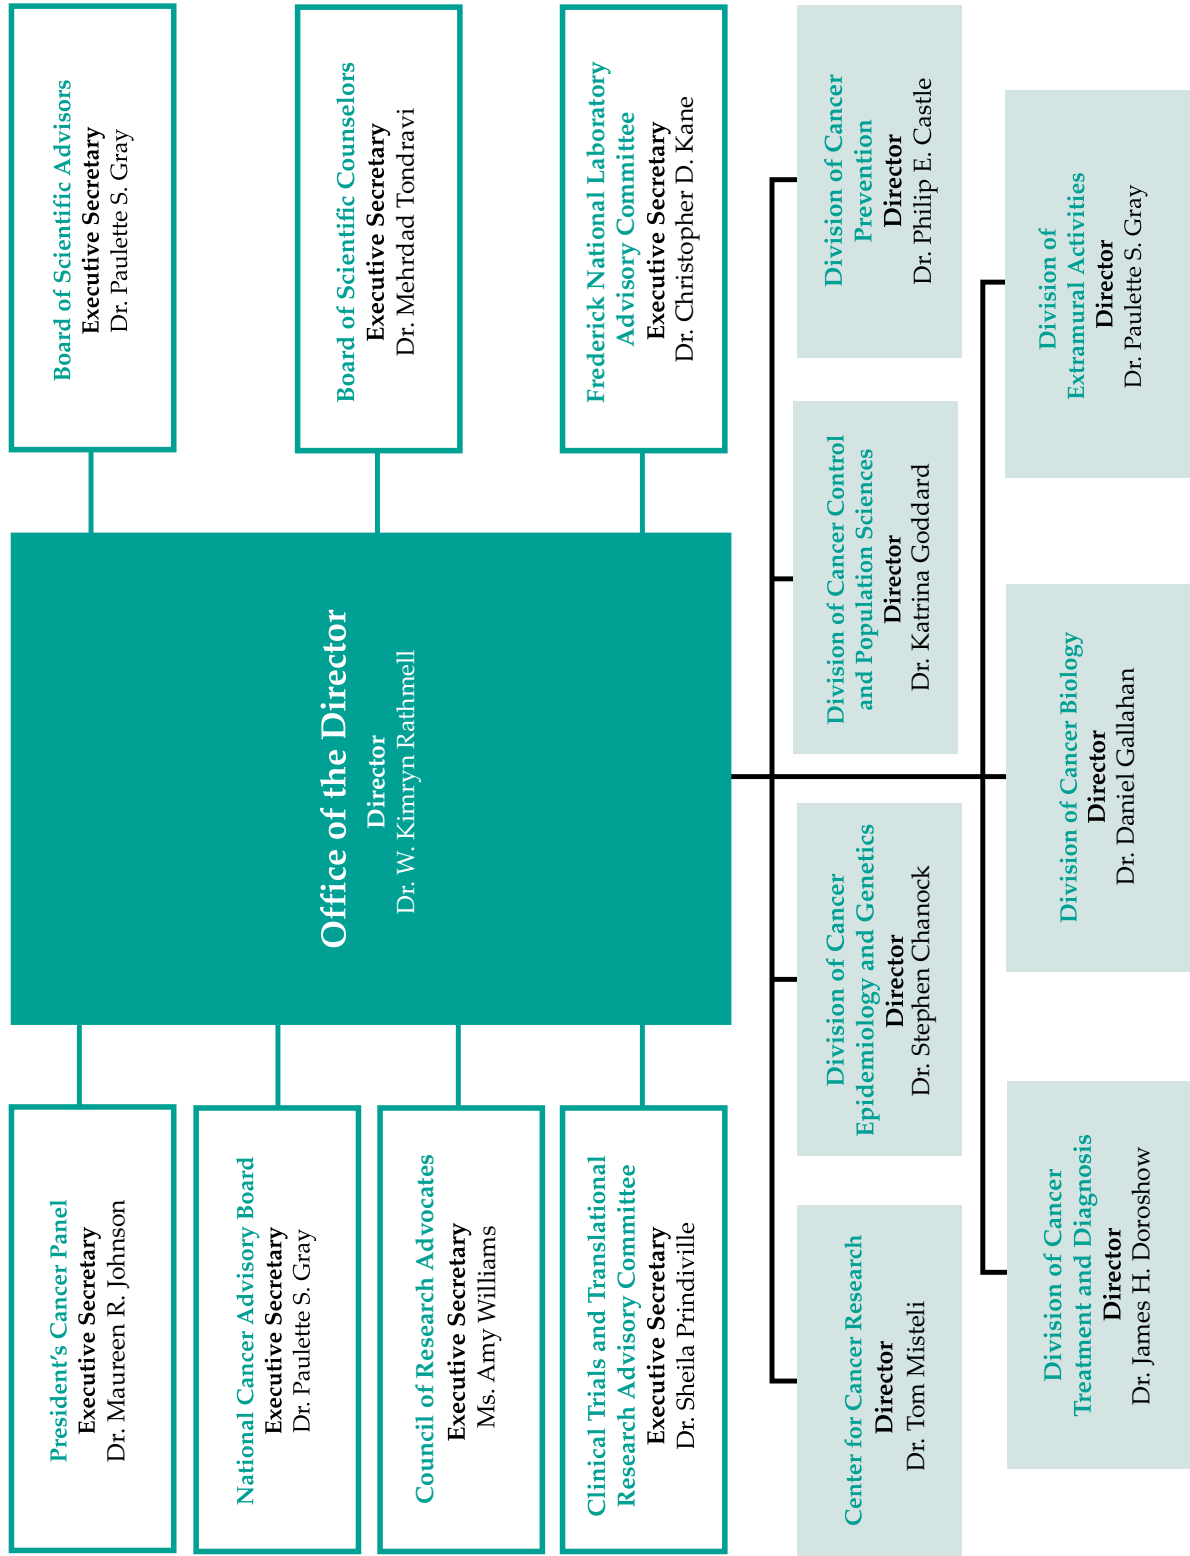 President's Cancer Panel
Executive Secretary
Dr. Maureen R. Johnson
National Cancer Advisory Board
Executive Secretary
Dr. Paulette S. Gray
Council of Research Advocates
Executive Secretary
Ms. Amy Williams
Clinical Trials and Translational
Research Advisory Committee
Executive Secretary
Dr. Sheila Prindiville
Office of the Director
Director
Dr. W. Kimryn Rathmell
Board of Scientific Advisors
Executive Secretary
Dr. Paulette S. Gray
Board of Scientific Counselors
Executive Secretary
Dr. Mehrdad Tondravi
Frederick National Laboratory
Advisory Committee
Executive Secretary
Dr. Christopher D. Kane
Center for Cancer Research
Director
Dr. Tom Misteli
Division of Cancer
Epidemiology and Genetics
Director
Dr. Stephen Chanock
Division of Cancer Control
and Population Sciences
Director
Dr. Katrina Goddard
Division of Cancer
Prevention
Director
Dr. Philip E. Castle
Division of Cancer
Treatment and Diagnosis
Director
Dr. James H. Doroshow
Division of Cancer Biology
Director
Dr. Daniel Gallahan
Division of
Extramural Activities
Director
Dr. Paulette S. Gray